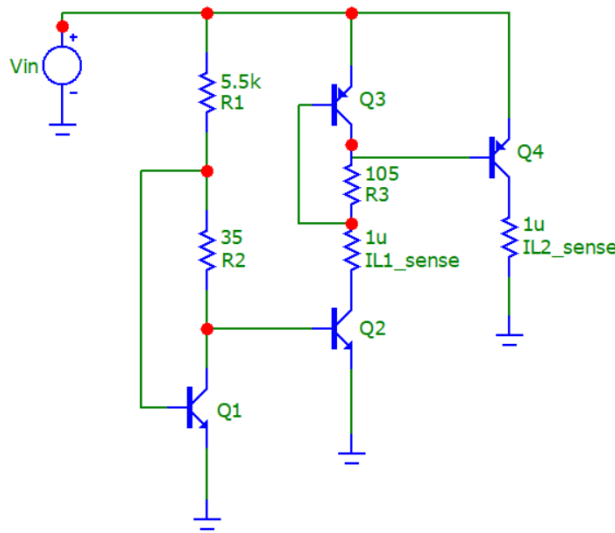 Vin
+
-
5.5k
R1
35
R2
Q1
Q3
105
R3
1u
IL1_sense
Q2
Q4
1u
IL2_sense